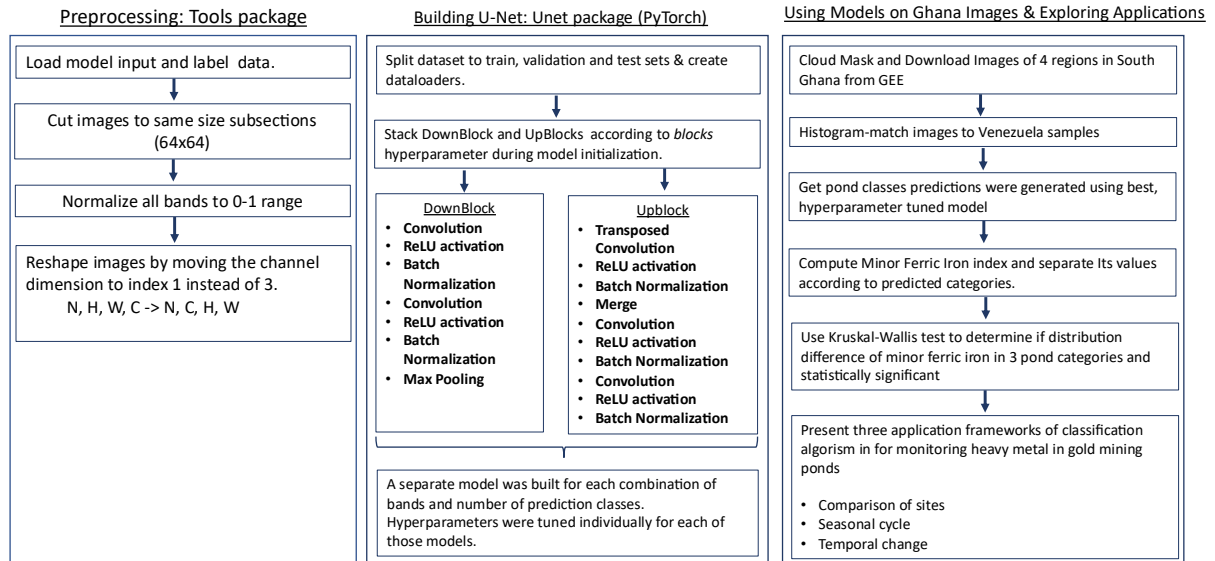 Preprocessing: Tools package
Load model input and label data.
Cut images to same size subsections
(64x64)
Normalize all bands to 0-1 range
Reshape images by moving the channel
dimension to index 1 instead of 3.
N, H, W, C -> N, C, H, W
Building U-Net: Unet package (PyTorch)
Split dataset to train, validation and test sets & create
dataloaders.
Stack DownBlock and UpBlocks according to blocks
hyperparameter during model initialization.
DownBlock
• Convolution
• ReLU activation
• Batch
Normalization
• Convolution
• ReLU activation
• Batch
Normalization
• Max Pooling
Upblock
• Transposed
Convolution
• ReLU activation
• Batch Normalization
• Merge
• Convolution
• ReLU activation
• Batch Normalization
• Convolution
• ReLU activation
• Batch Normalization
A separate model was built for each combination of
bands and number of prediction classes.
Hyperparameters were tuned individually for each of
those models.
Using Models on Ghana Images & Exploring Applications
Cloud Mask and Download Images of 4 regions in South
Ghana from GEE
Histogram-match images to Venezuela samples
Get pond classes predictions were generated using best,
hyperparameter tuned model
Compute Minor Ferric Iron index and separate Its values
according to predicted categories.
Use Kruskal-Wallis test to determine if distribution
difference of minor ferric iron in 3 pond categories and
statistically significant
Present three application frameworks of classification
algorism in for monitoring heavy metal in gold mining
ponds
• Comparison of sites
• Seasonal cycle
• Temporal change